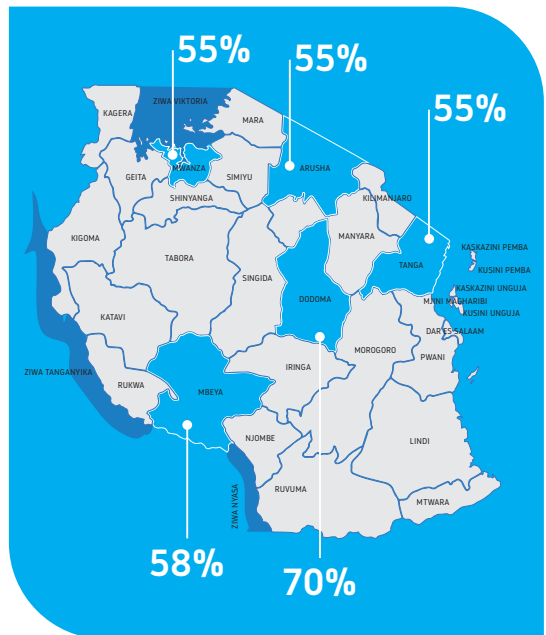 55%
55%
55%
KAGERA
ZIWA VIKTORIA
MARA
MWANZA
ARUSHA
GEITA
SIMIYU
SHINYANGA
KILIMANJARO
KIGOMA
MANYARA
TABORA
TANGA
KASKAZINI PEMBA
KUSINI PEMBA
SINGIDA
DODOMA
KASKAZINI UNGUJA
MJINI MAGHARIBI
KUSINI UNGUJA
KATAVI
DAR ES SALAAM
MOROGORO
PWANI
IRINGA
ZIWA TANGANYIKA
RUKWA
MBEYA
NJOMBE
LINDI
RUVUMA
MTWARA
ZIWA NYASA
58%
70%